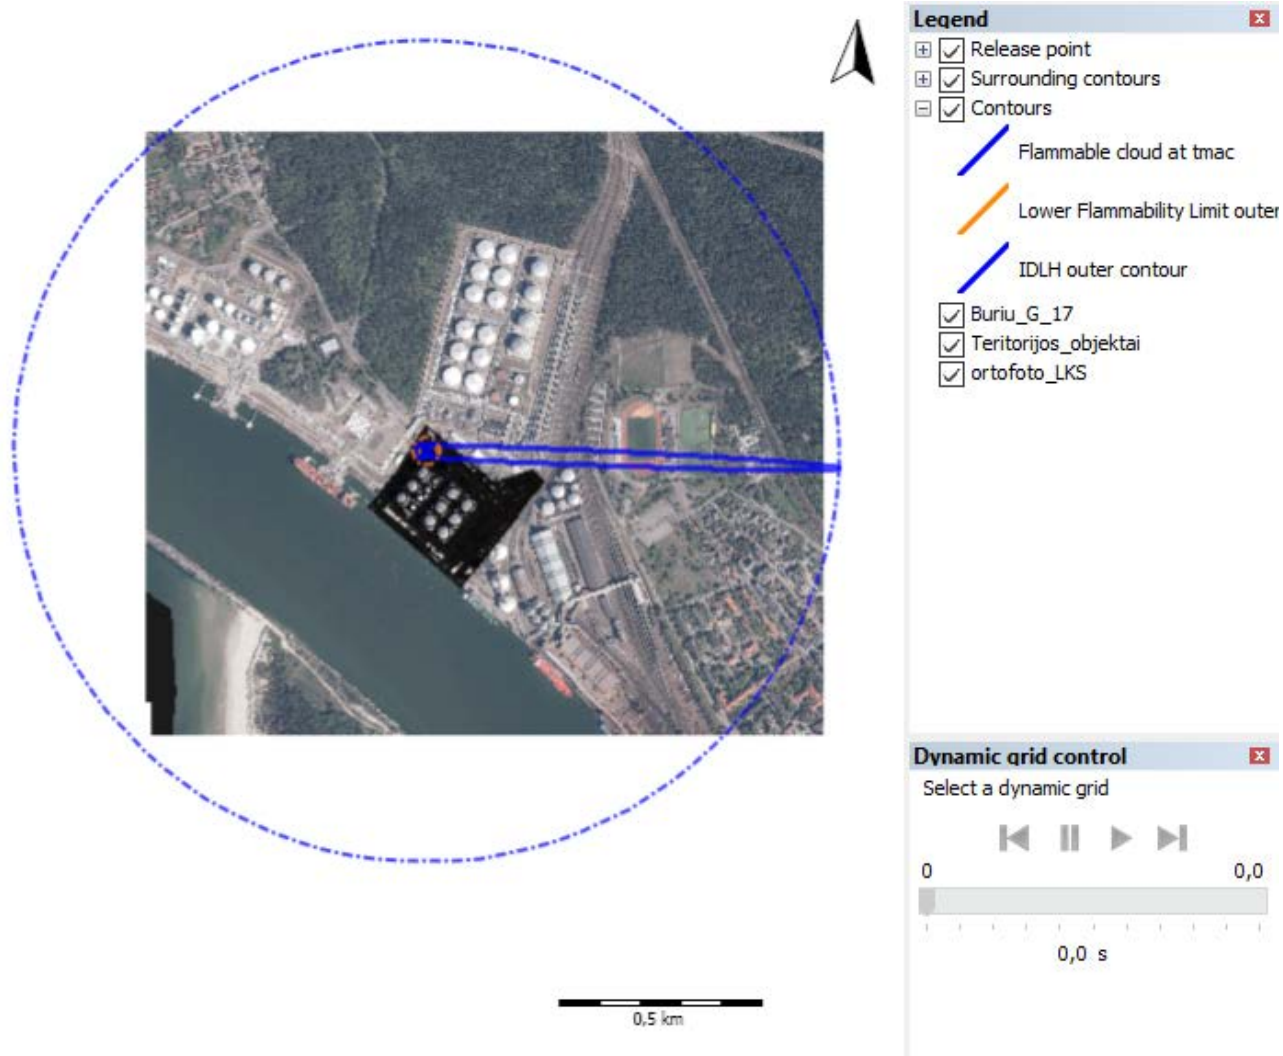 Legend
Release point
Surrounding contours
Contours
Flammable cloud at tmac
Lower Flammability Limit outer
IDLH outer contour
Buriu_G_17
Teritorijos_objektai
ortofoto_LKS
Dynamic grid control
Select a dynamic grid
0 0,0
0,0 s
0,5 km